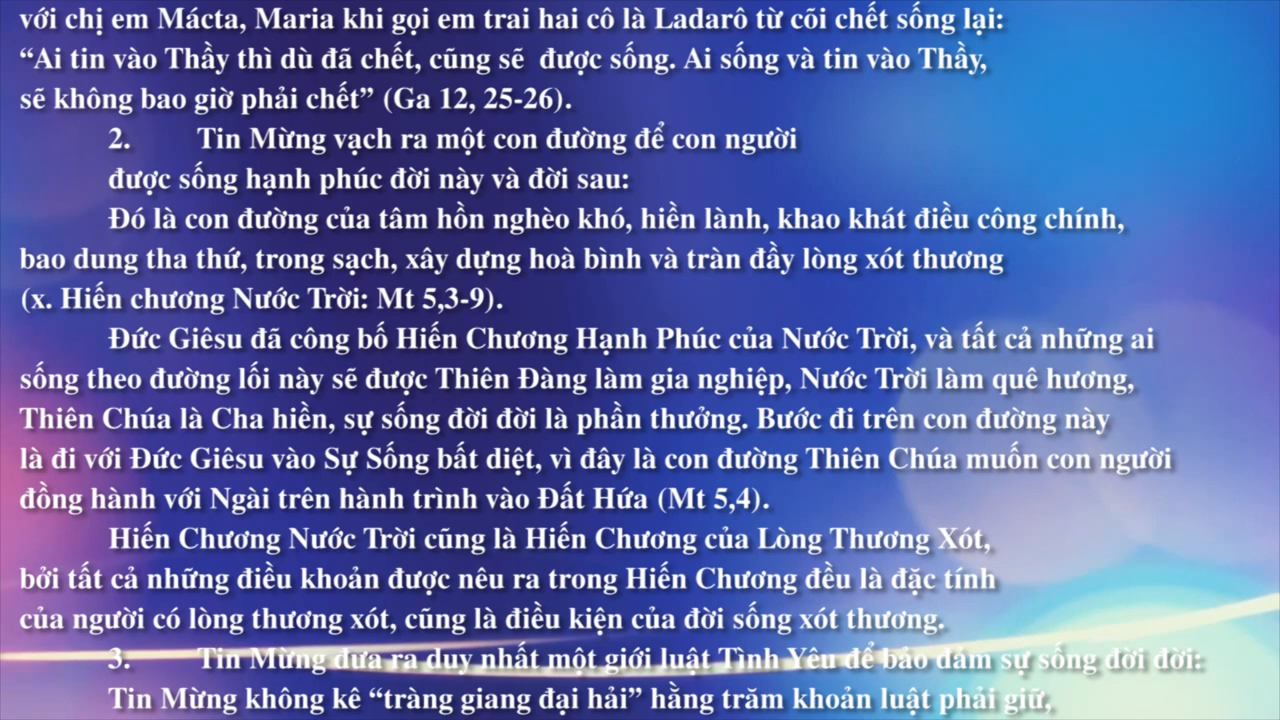 với chị em Mácta, Maria khi gọi em trai hai cô là Ladarô từ cõi chết sống lại:
“Ai tin vào Thầy thì dù đã chết, cũng sẽ  được sống. Ai sống và tin vào Thầy,
sẽ không bao giờ phải chết” (Ga 12, 25-26).
2. Tin Mừng vạch ra một con đường để con người
được sống hạnh phúc đời này và đời sau:
Đó là con đường của tâm hồn nghèo khó, hiền lành, khao khát điều công chính,
bao dung tha thứ, trong sạch, xây dựng hoà bình và tràn đầy lòng xót thương
(x. Hiến chương Nước Trời: Mt 5,3-9).
Đức Giêsu đã công bố Hiến Chương Hạnh Phúc của Nước Trời, và tất cả những ai
sống theo đường lối này sẽ được Thiên Đàng làm gia nghiệp, Nước Trời làm quê hương,
Thiên Chúa là Cha hiền, sự sống đời đời là phần thưởng. Bước đi trên con đường này
là đi với Đức Giêsu vào Sự Sống bất diệt, vì đây là con đường Thiên Chúa muốn con người
đồng hành với Ngài trên hành trình vào Đất Hứa (Mt 5,4).
Hiến Chương Nước Trời cũng là Hiến Chương của Lòng Thương Xót,
bởi tất cả những điều khoản được nêu ra trong Hiến Chương đều là đặc tính
của người có lòng thương xót, cũng là điều kiện của đời sống xót thương.
3. Tin Mừng đưa ra duy nhất một giới luật Tình Yêu để bảo đảm sự sống đời đời:
Tin Mừng không kê “tràng giang đại hải” hằng trăm khoản luật phải giữ,